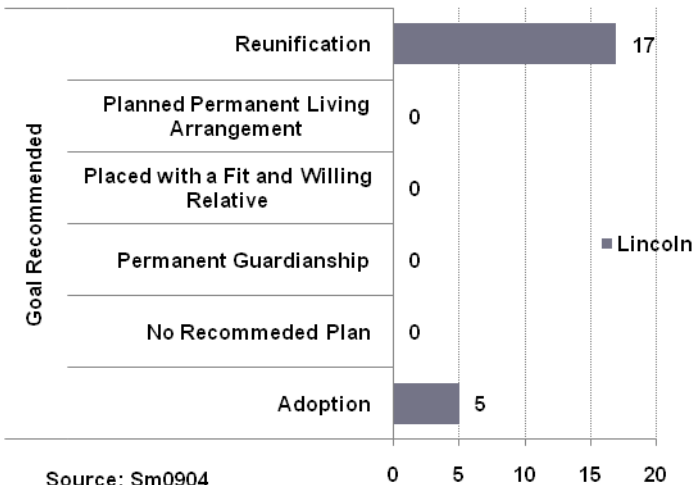 Goal Recommended
Reunification
17
Planned Permanent Living
Arrangement
0
Placed with a Fit and Willing
Relative
0
Permanent Guardianship
0
No Recommeded Plan
0
Adoption
5
Lincoln
0 5 10 15 20
Source: Sm0904